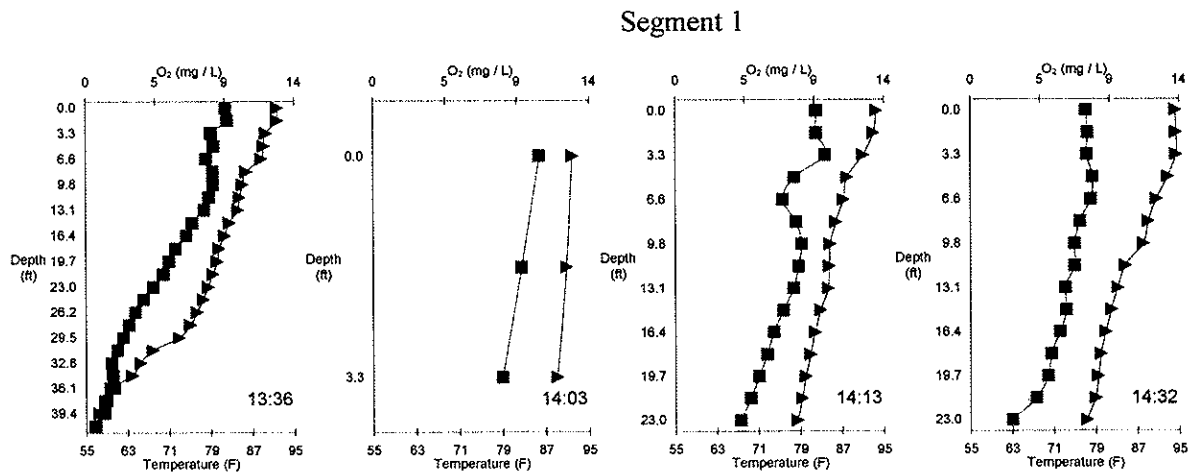 Segment 1
O₂ (mg / L)
0 5 9 14
0.0
3.3
6.6
9.8
13.1
16.4
19.7
23.0
26.2
29.5
32.8
36.1
39.4
Depth
(ft)
13:36
55 63 71 79 87 95
Temperature (F)
O₂ (mg / L)
0 5 9 14
0.0
3.3
Depth
(ft)
14:03
55 63 71 79 87 95
Temperature (F)
O₂ (mg / L)
0 5 9 14
0.0
3.3
6.6
9.8
13.1
16.4
19.7
23.0
Depth
(ft)
14:13
55 63 71 79 87 95
Temperature (F)
O₂ (mg / L)
0 5 9 14
0.0
3.3
6.6
9.8
13.1
16.4
19.7
23.0
Depth
(ft)
14:32
55 63 71 79 87 95
Temperature (F)